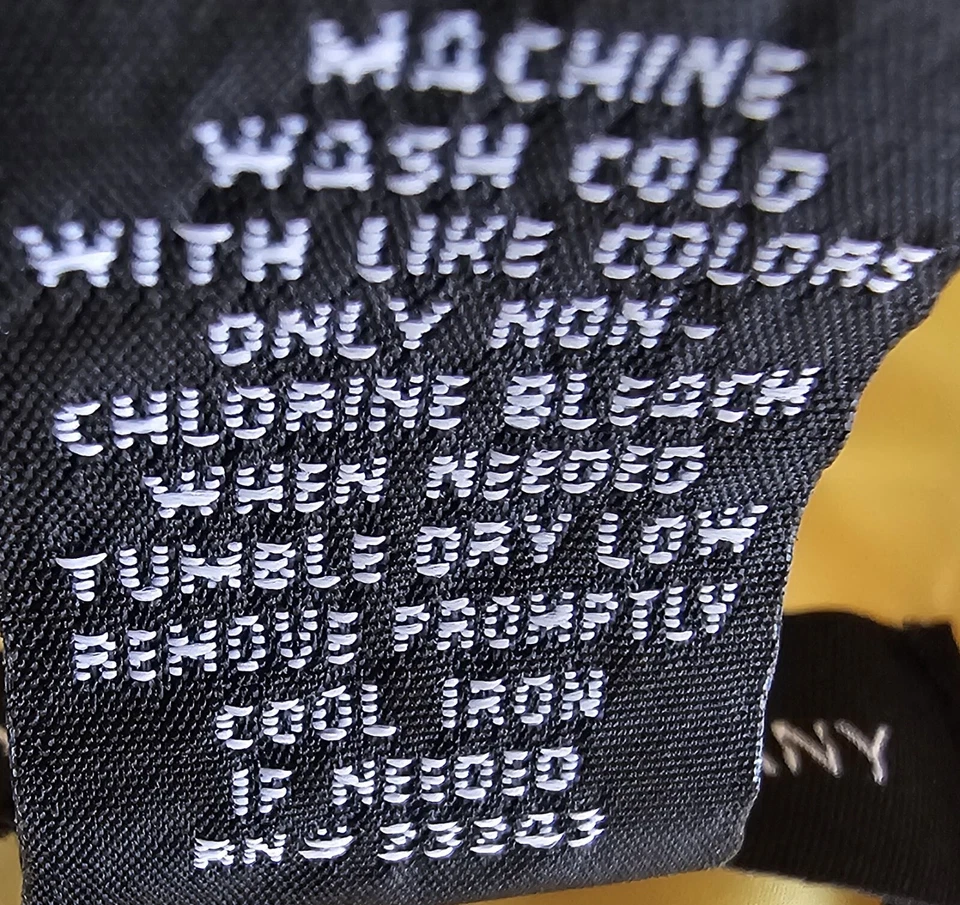 MACHINE
WASH COLD
WITH LIKE COLORS
ONLY NON-
CHLORINE BLEACH
WHEN NEEDED
TUMBLE DRY LOW
REMOVE PROMPTLY
COOL IRON
IF NEEDED